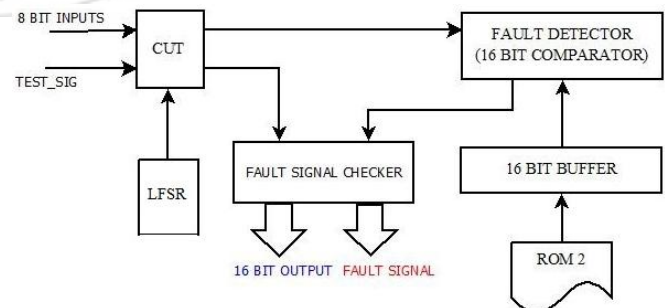 8 BIT INPUTS
CUT
FAULT DETECTOR
(16 BIT COMPARATOR)
TEST_SIG
FAULT SIGNAL CHECKER
16 BIT BUFFER
LFSR
16 BIT OUTPUT FAULT SIGNAL
ROM 2